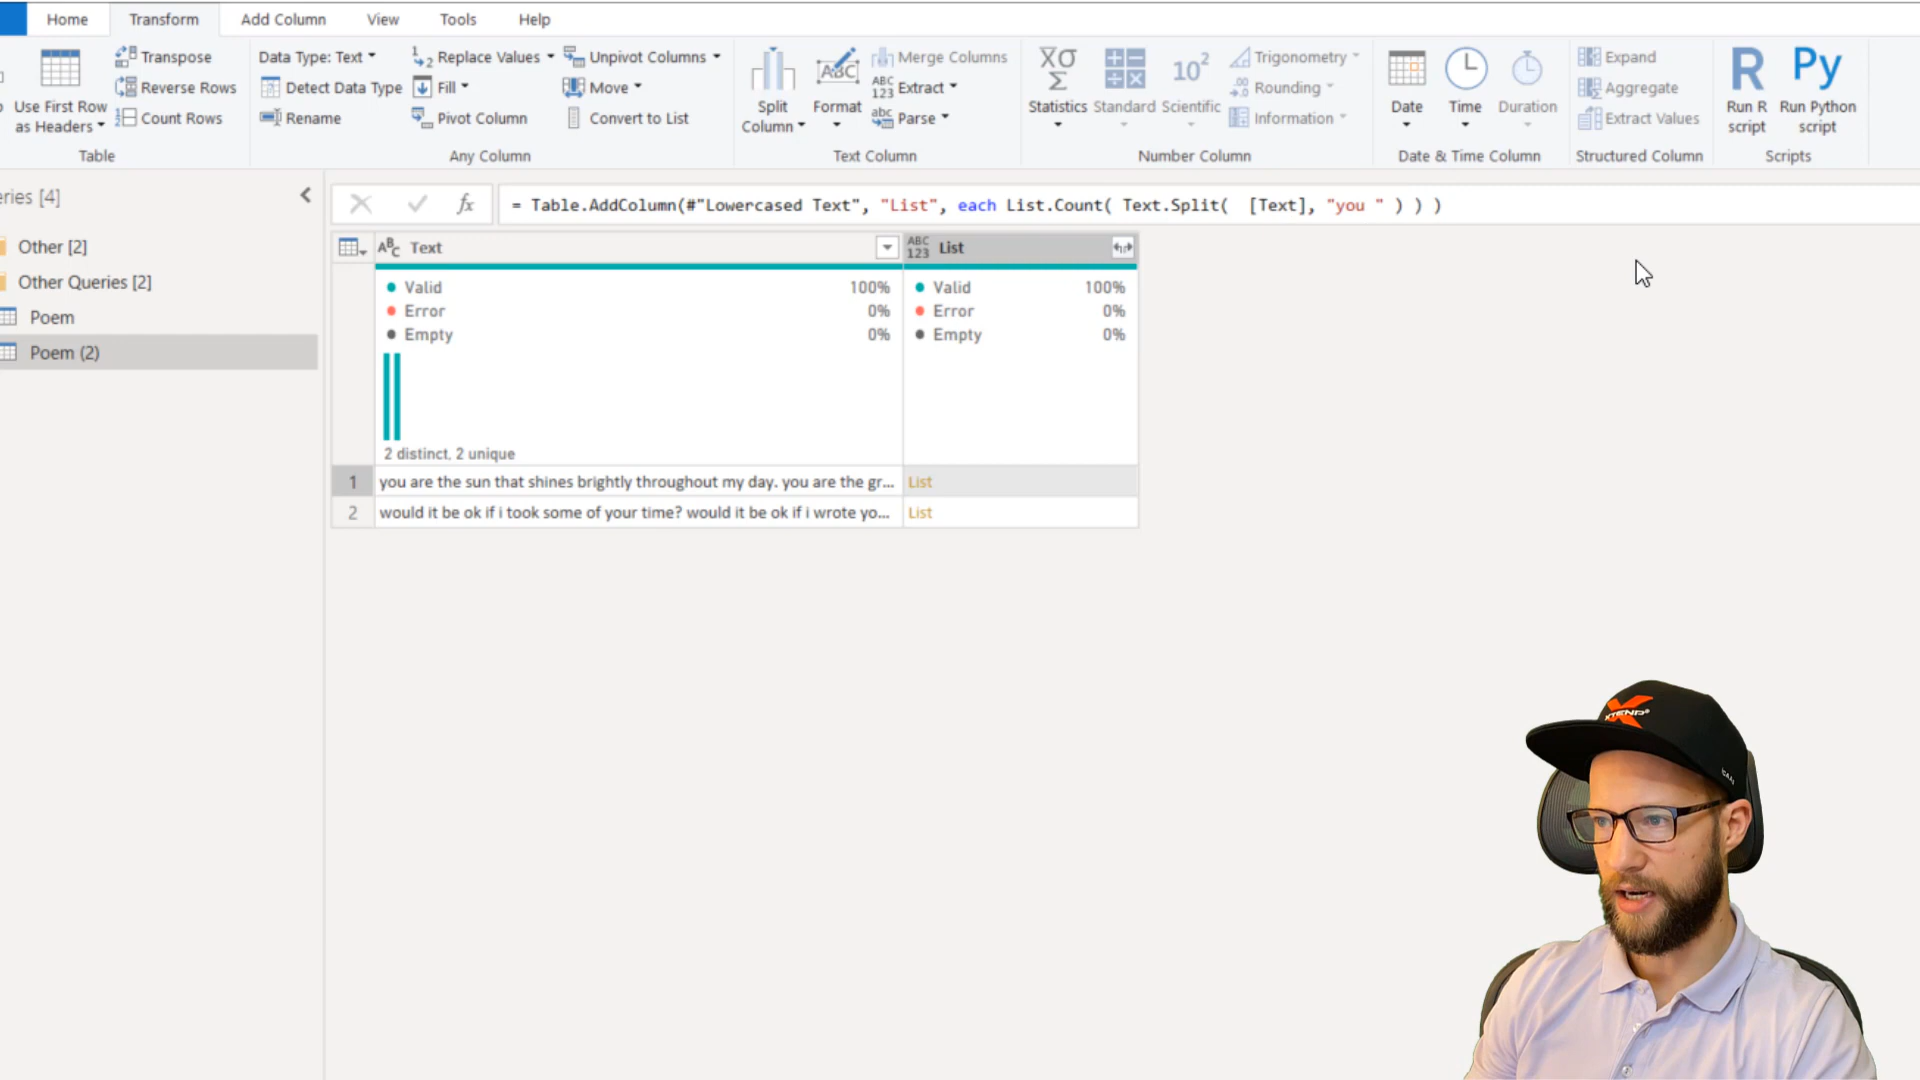 Home Transform Add Column View Tools Help
Use First Row
as Headers
Transpose
Reverse Rows
Count Rows
Table
Data Type: Text
Detect Data Type
Rename
Replace Values
Fill
Pivot Column
Unpivot Columns
Move
Convert to List
Any Column
Split
Column
Format
Merge Columns
Extract
Parse
Text Column
Statistics
Standard
Scientific
Trigonometry
Rounding
Information
Number Column
Date
Time
Duration
Date & Time Column
Expand
Aggregate
Extract Values
Structured Column
Run R
script
Run Python
script
Scripts
eries [4]
Other [2]
Other Queries [2]
Poem
Poem (2)
fx = Table.AddColumn(#"Lowercased Text", "List", each List.Count( Text.Split( [Text], "you " ) ) )
ABC Text
ABC 123 List
Valid 100% Valid 100%
Error 0% Error 0%
Empty 0% Empty 0%
2 distinct, 2 unique
1 you are the sun that shines brightly throughout my day. you are the gr... List
2 would it be ok if i took some of your time? would it be ok if i wrote yo... List
XTEND